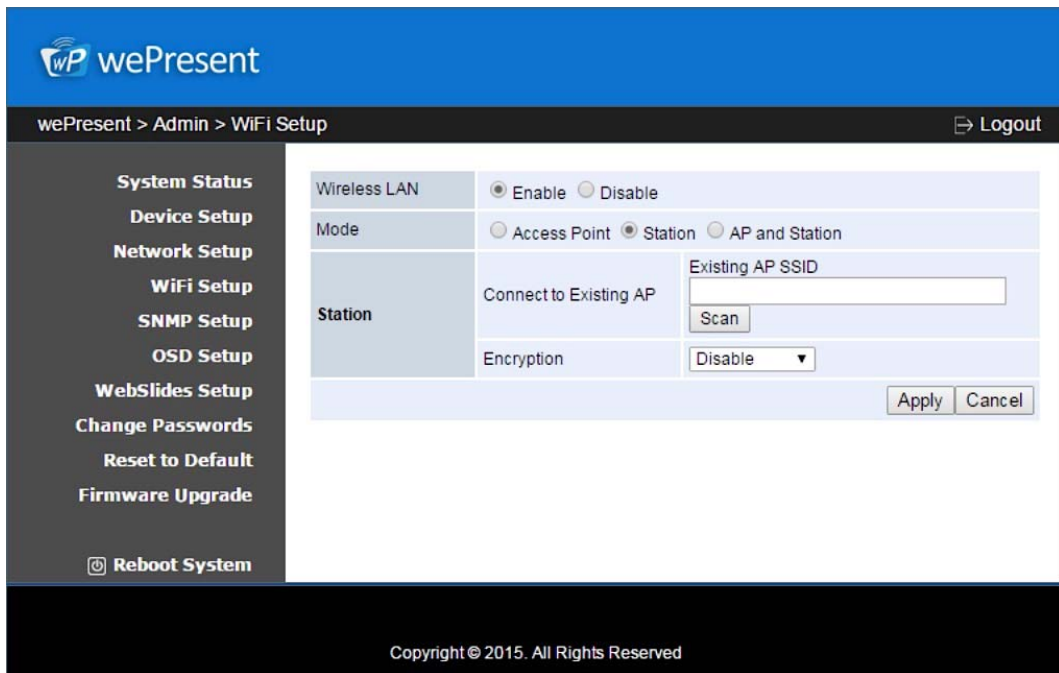 wP wePresent
wePresent > Admin > WiFi Setup
Logout
System Status
Device Setup
Network Setup
WiFi Setup
SNMP Setup
OSD Setup
WebSlides Setup
Change Passwords
Reset to Default
Firmware Upgrade
Reboot System
Wireless LAN
Enable Disable
Mode
Access Point Station AP and Station
Station
Connect to Existing AP
Existing AP SSID
Scan
Encryption
Disable
Apply Cancel
Copyright © 2015. All Rights Reserved